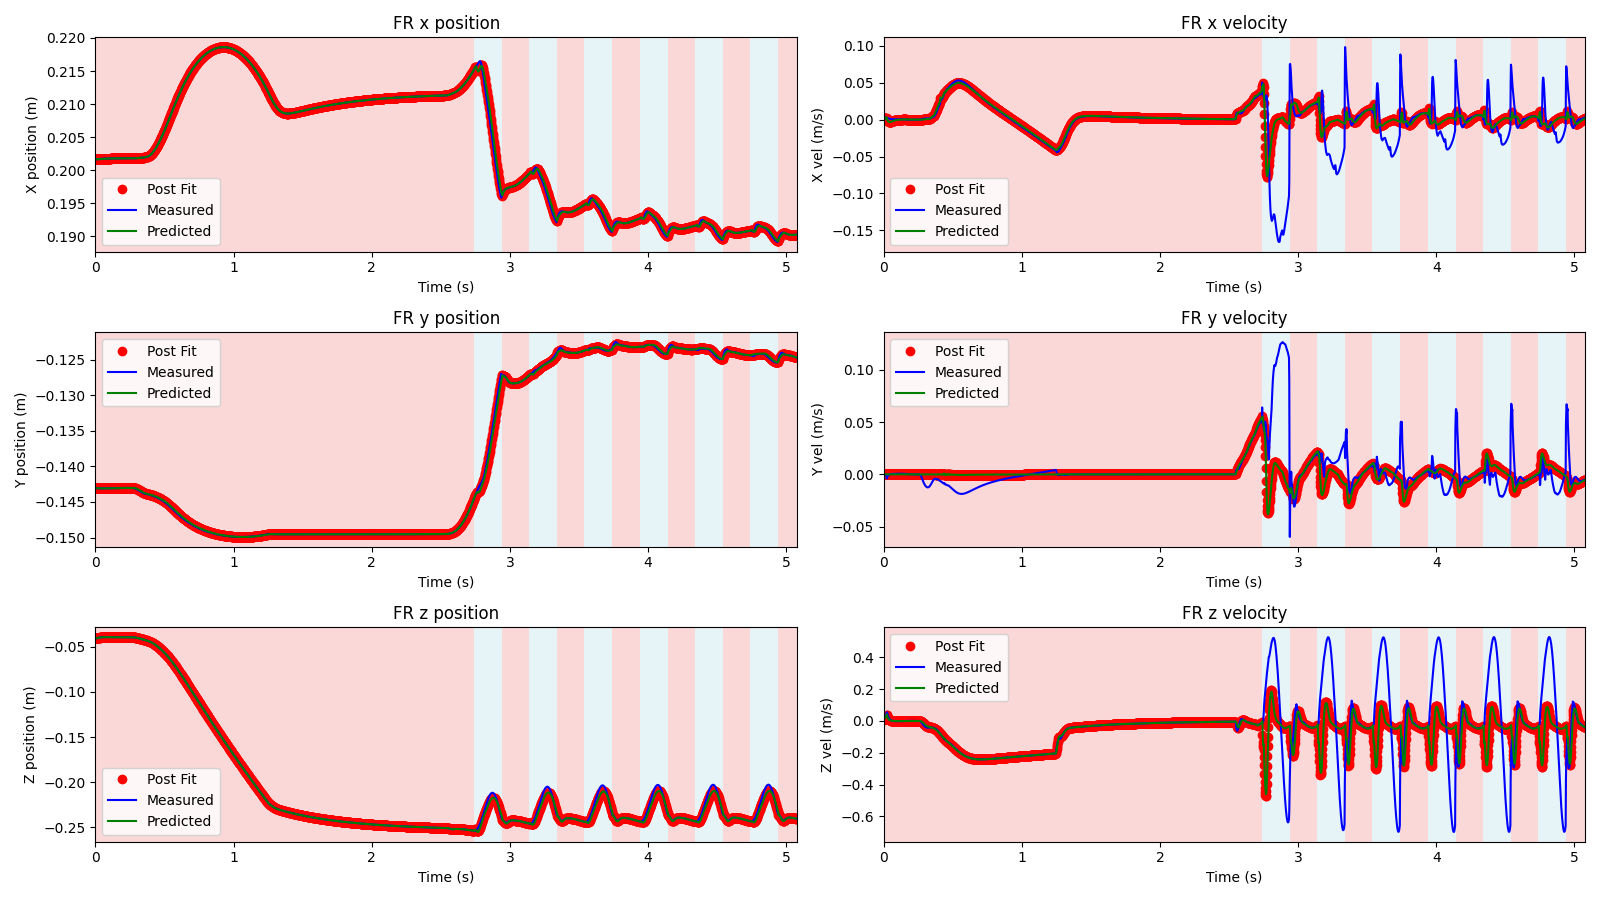 FR x position
X position (m)
0.220
0.215
0.210
0.205
0.200
0.195
0.190
Post Fit
Measured
Predicted
0 1 2 3 4 5
Time (s)
FR x velocity
X vel (m/s)
0.10
0.05
0.00
−0.05
−0.10
−0.15
Post Fit
Measured
Predicted
0 1 2 3 4 5
Time (s)
FR y position
Y position (m)
−0.125
−0.130
−0.135
−0.140
−0.145
−0.150
Post Fit
Measured
Predicted
0 1 2 3 4 5
Time (s)
FR y velocity
Y vel (m/s)
0.10
0.05
0.00
−0.05
Post Fit
Measured
Predicted
0 1 2 3 4 5
Time (s)
FR z position
Z position (m)
−0.05
−0.10
−0.15
−0.20
−0.25
Post Fit
Measured
Predicted
0 1 2 3 4 5
Time (s)
FR z velocity
Z vel (m/s)
0.4
0.2
0.0
−0.2
−0.4
−0.6
Post Fit
Measured
Predicted
0 1 2 3 4 5
Time (s)